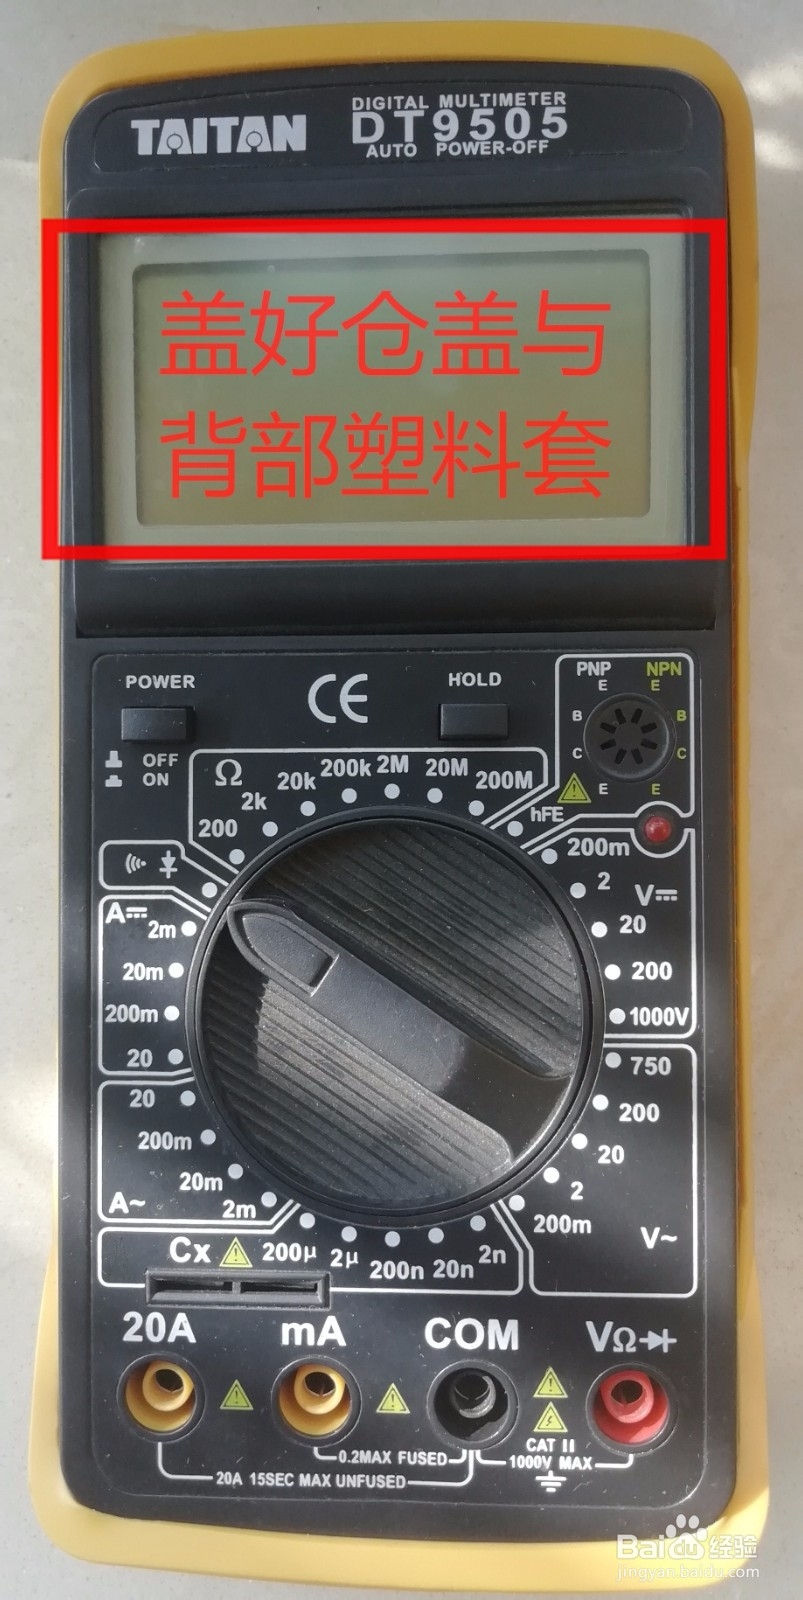 TAITAN
DIGITAL MULTIMETER
DT9505
AUTO POWER-OFF
盖好仓盖与
背部塑料套
POWER
HOLD
CE
OFF
ON
PNP NPN
E E
B B
C C
E E
hFE
Ω
200
2k
20k
200k
2M
20M
200M
A⎓
2m
20m
200m
20
V⎓
200m
2
20
200
1000V
A~
20
200m
20m
2m
V~
750
200
20
2
200m
Cx
200µ
2µ
200n
20n
2n
20A
mA
COM
VΩ
0.2MAX FUSED
20A 15SEC MAX UNFUSED
CAT II
1000V MAX
Baidu经验
jingyan.baidu.com